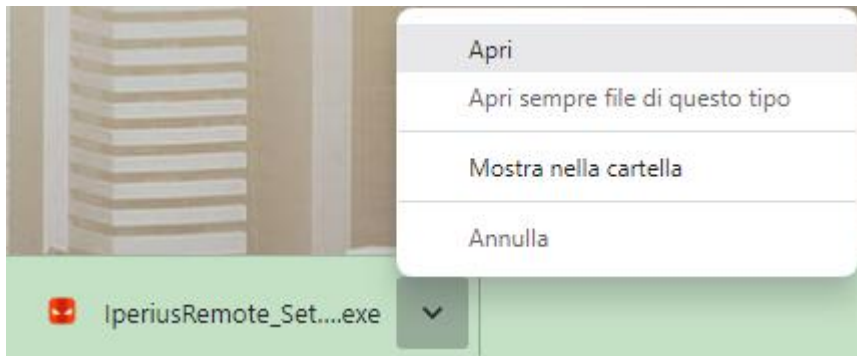 Apri
Apri sempre file di questo tipo
Mostra nella cartella
Annulla
IperiusRemote_Set....exe